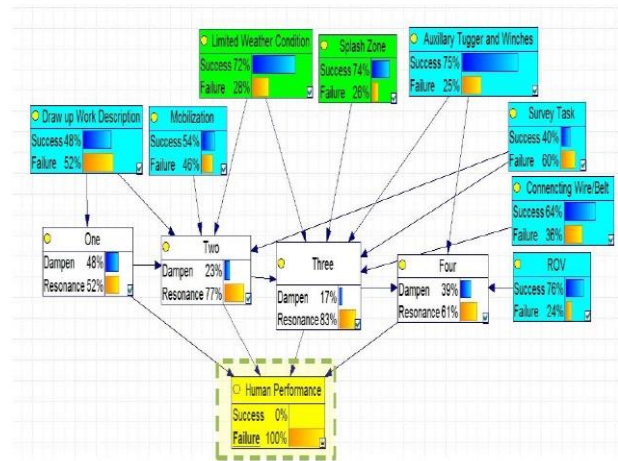 Limited Weather Condition
Success 72%
Failure 28%
Splash Zone
Success 74%
Failure 26%
Auxillary Tugger and Winches
Success 75%
Failure 25%
Draw up Work Description
Success 48%
Failure 52%
Mobilization
Success 54%
Failure 46%
Survey Task
Success 40%
Failure 60%
Connencting Wire/Belt
Success 64%
Failure 36%
One
Dampen 48%
Resonance 52%
Two
Dampen 23%
Resonance 77%
Three
Dampen 17%
Resonance 83%
Four
Dampen 39%
Resonance 61%
ROV
Success 76%
Failure 24%
Human Performance
Success 0%
Failure 100%